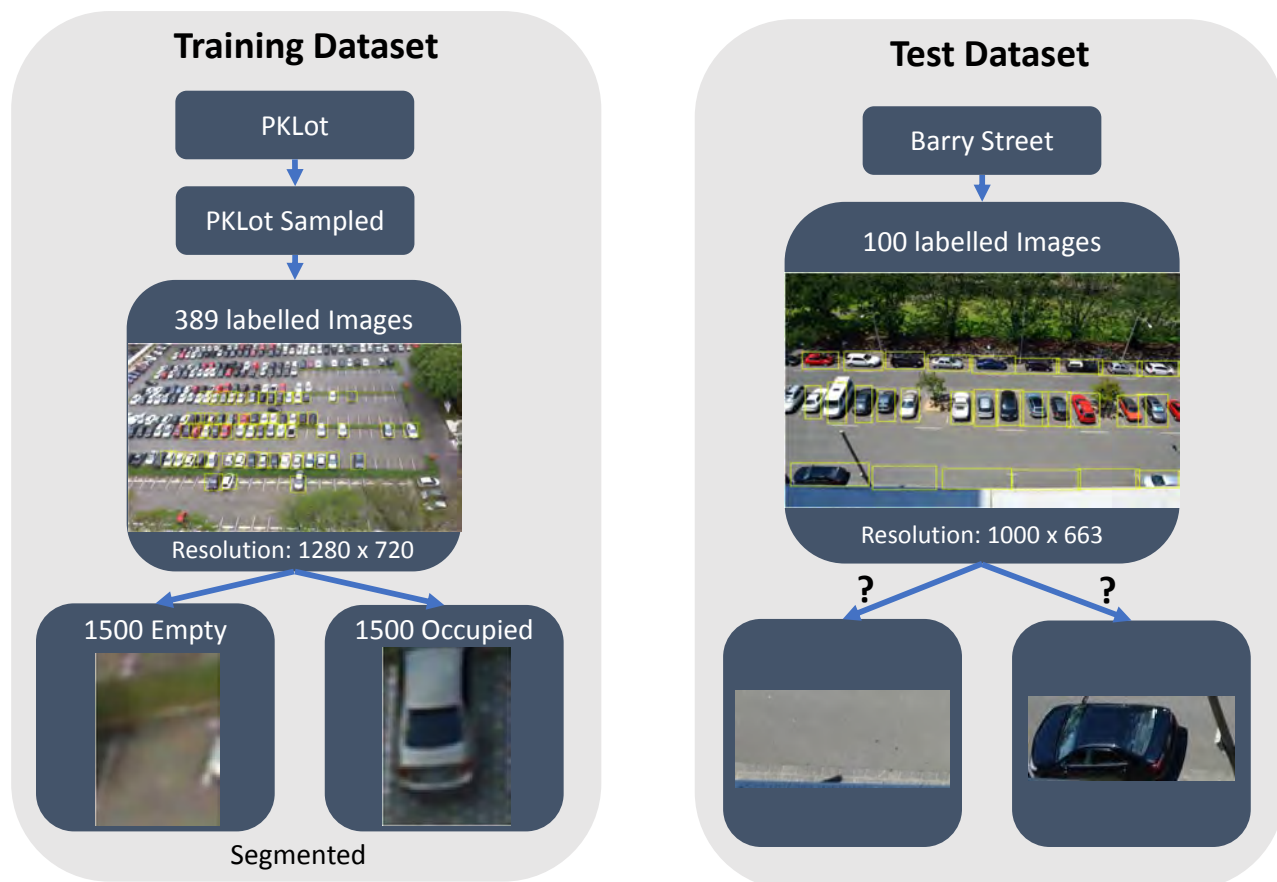 Training Dataset
PKLot
PKLot Sampled
389 labelled Images
Resolution: 1280 x 720
1500 Empty
1500 Occupied
Segmented
Test Dataset
Barry Street
100 labelled Images
Resolution: 1000 x 663
?
?